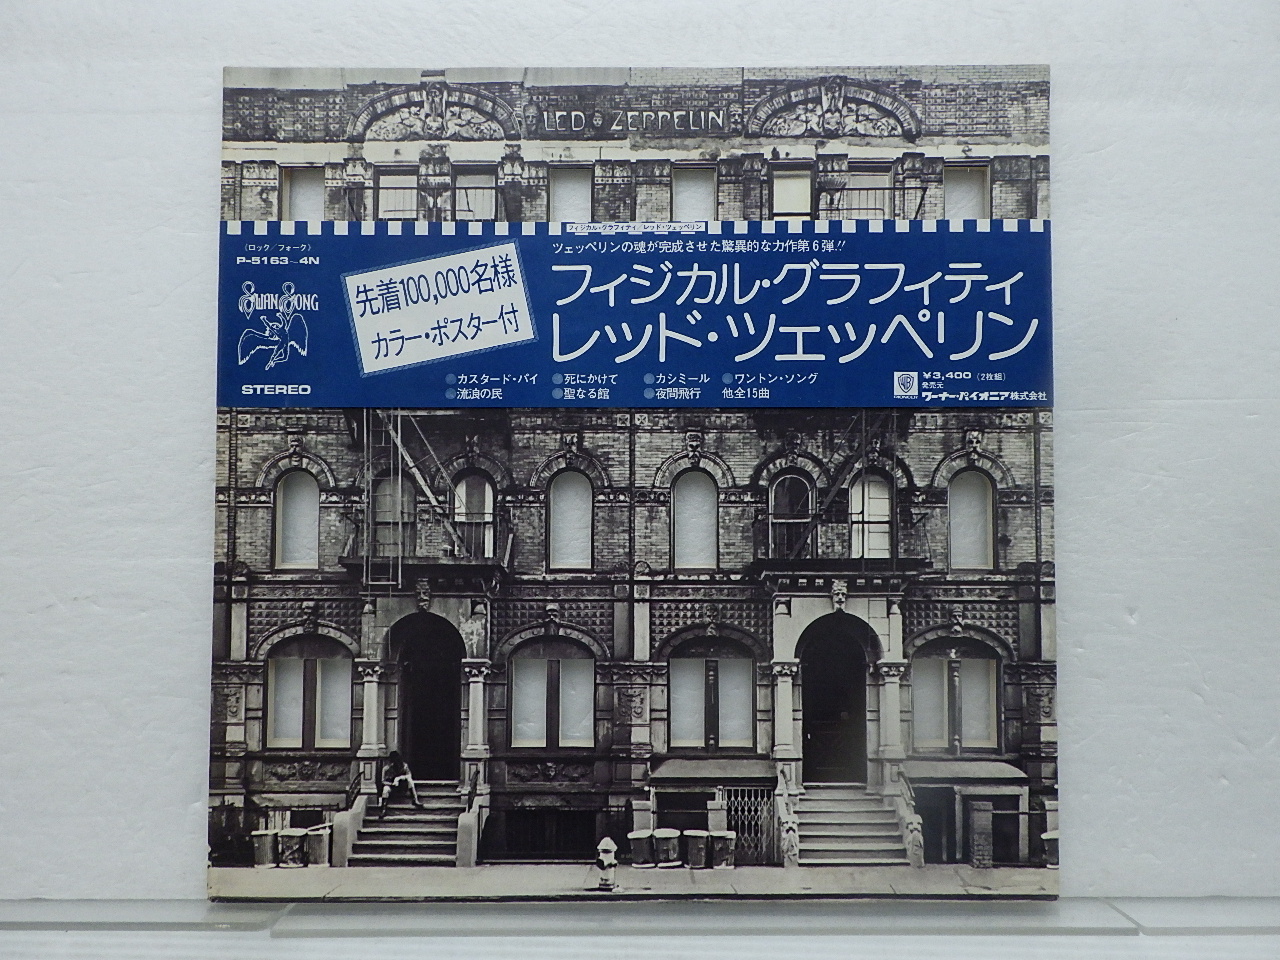 LED ZEPPELIN
フィジカル・グラフィティ/レッド・ツェッペリン
(ロック/フォーク)
P-5163~4N
SWAN SONG
STEREO
先着100,000名様
カラー・ポスター付
ツェッペリンの魂が完成させた驚異的な力作第6弾!!
フィジカル・グラフィティ
レッド・ツェッペリン
●カスタード・パイ ●死にかけて ●カシミール ●ワントン・ソング
●流浪の民 ●聖なる館 ●夜間飛行 他全15曲
¥3,400 (2枚組)
発売元
ワーナー・パイオニア株式会社